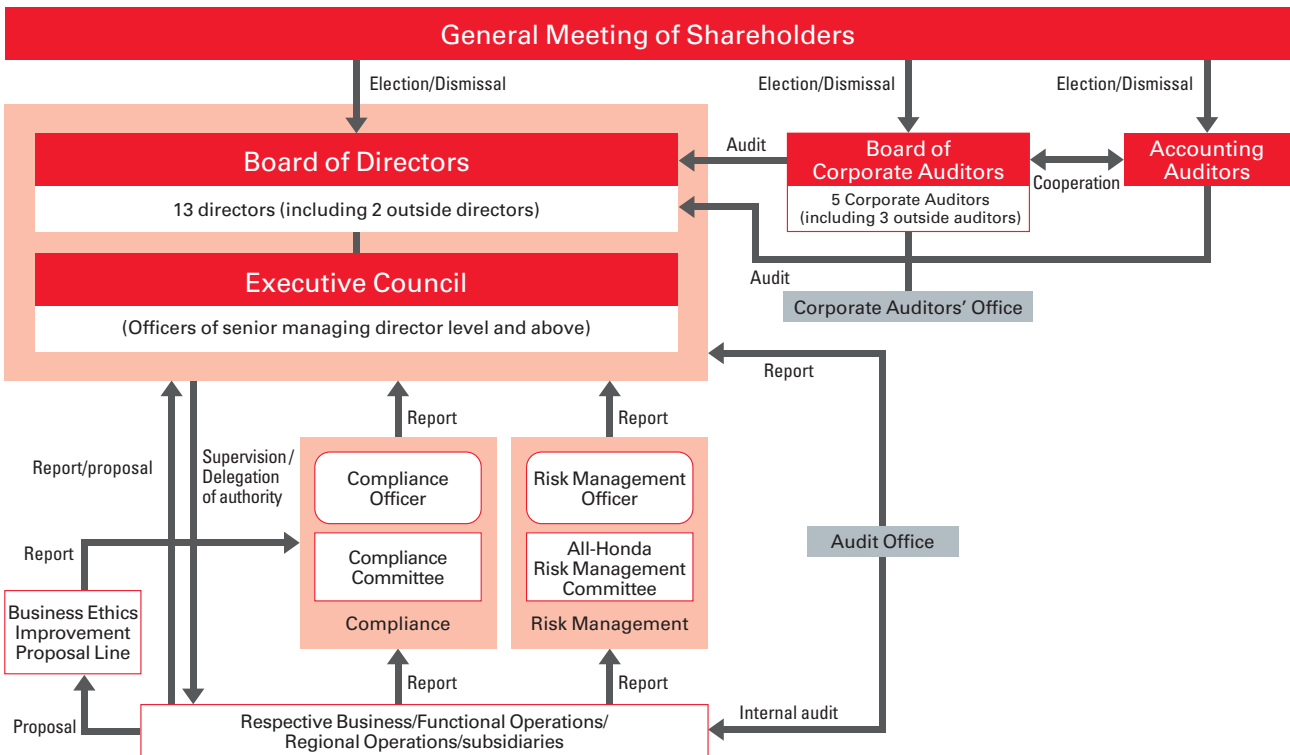 General Meeting of Shareholders
Election/Dismissal
Election/Dismissal
Election/Dismissal
Board of Directors
13 directors (including 2 outside directors)
Audit
Board of
Corporate Auditors
5 Corporate Auditors
(including 3 outside auditors)
Cooperation
Accounting
Auditors
Executive Council
(Officers of senior managing director level and above)
Audit
Corporate Auditors' Office
Report
Report/proposal
Supervision/
Delegation
of authority
Report
Report
Compliance
Officer
Risk Management
Officer
Audit Office
Report
Compliance
Committee
All-Honda
Risk Management
Committee
Business Ethics
Improvement
Proposal Line
Compliance
Risk Management
Report
Report
Proposal
Respective Business/Functional Operations/
Regional Operations/subsidiaries
Internal audit